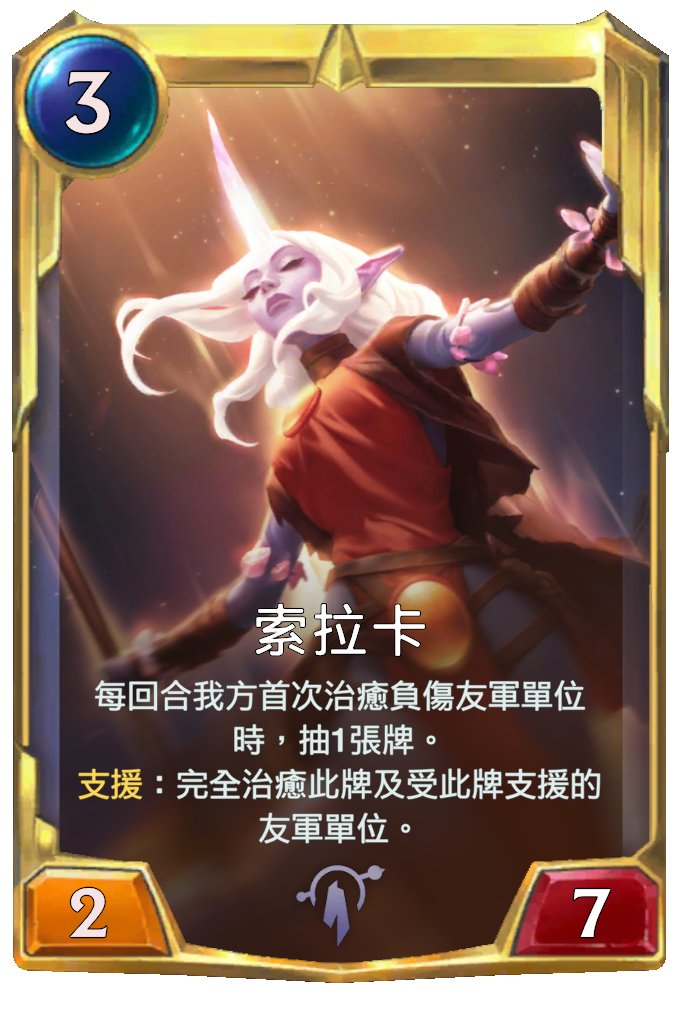 3
索拉卡
每回合我方首次治癒負傷友軍單位
時，抽1張牌。
支援：完全治癒此牌及受此牌支援的
友軍單位。
2
7